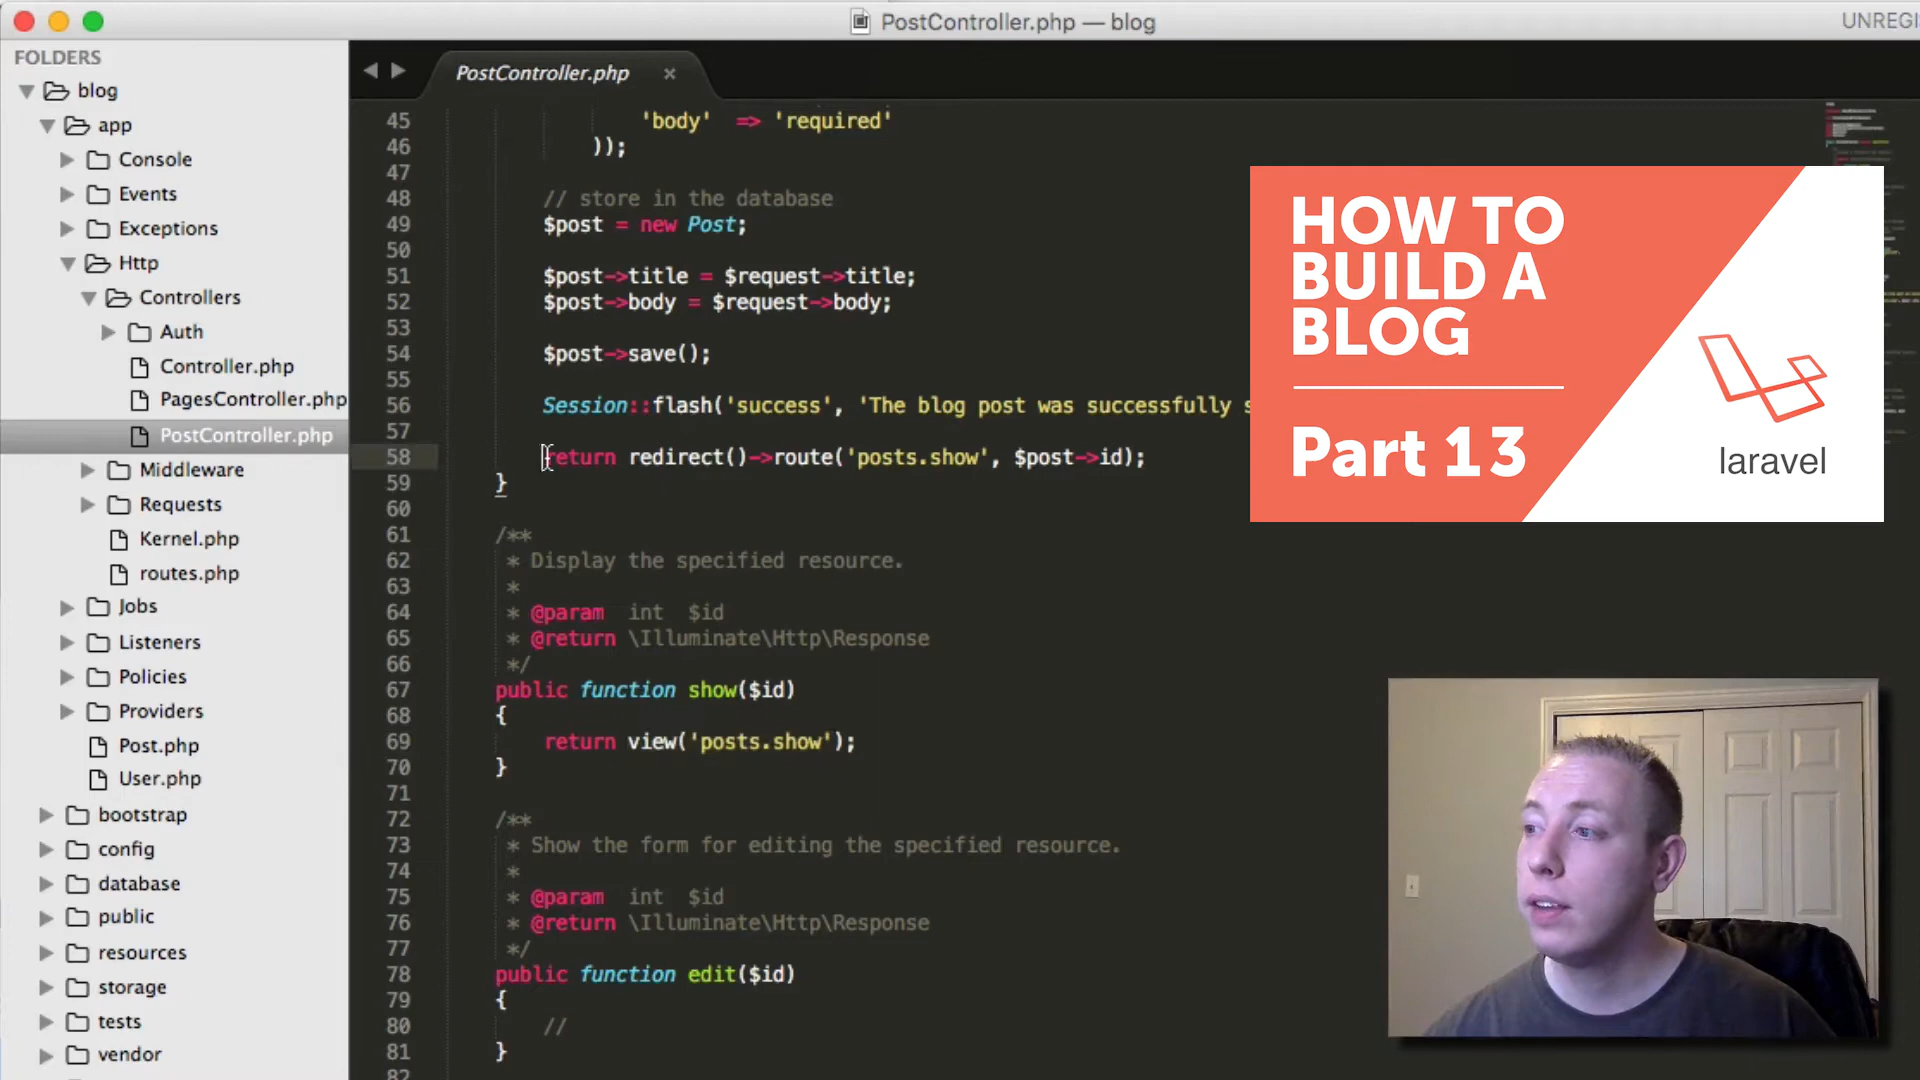 PostController.php — blog
UNREGI
FOLDERS
blog
app
Console
Events
Exceptions
Http
Controllers
Auth
Controller.php
PagesController.php
PostController.php
Middleware
Requests
Kernel.php
routes.php
Jobs
Listeners
Policies
Providers
Post.php
User.php
bootstrap
config
database
public
resources
storage
tests
vendor
PostController.php ×
45 'body' => 'required'
46 ));
47
48 // store in the database
49 $post = new Post;
50
51 $post->title = $request->title;
52 $post->body = $request->body;
53
54 $post->save();
55
56 Session::flash('success', 'The blog post was successfully s
57
58 return redirect()->route('posts.show', $post->id);
59 }
60
61 /**
62 * Display the specified resource.
63 *
64 * @param int $id
65 * @return \Illuminate\Http\Response
66 */
67 public function show($id)
68 {
69 return view('posts.show');
70 }
71
72 /**
73 * Show the form for editing the specified resource.
74 *
75 * @param int $id
76 * @return \Illuminate\Http\Response
77 */
78 public function edit($id)
79 {
80 //
81 }
82
HOW TO
BUILD A
BLOG
Part 13
laravel